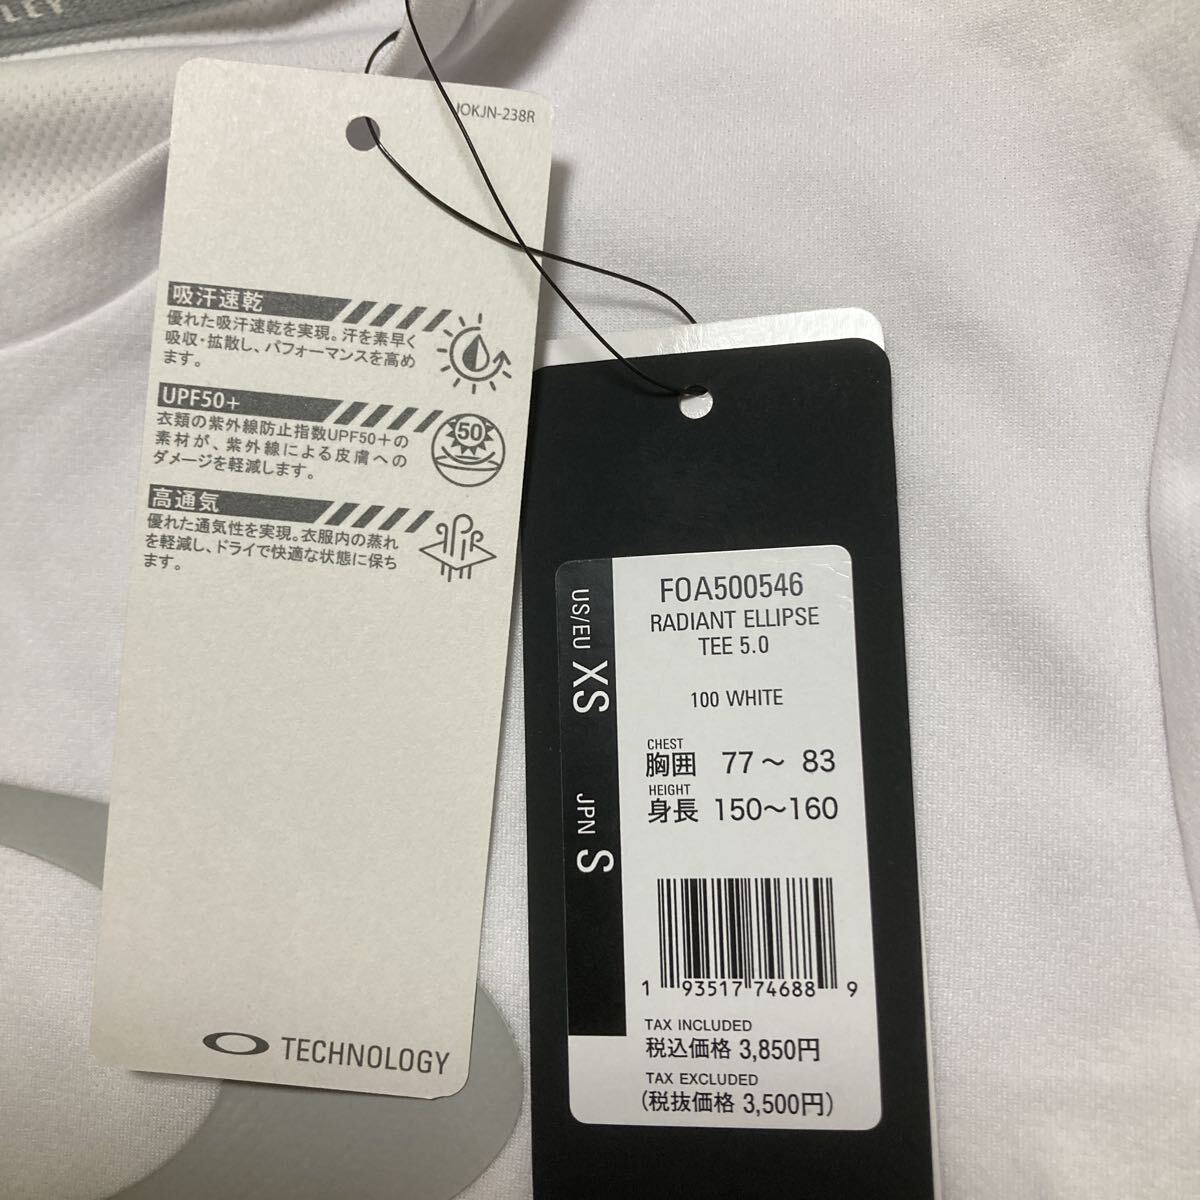 LEY
IOKJN-238R
吸汗速乾
優れた吸汗速乾を実現。汗を素早く
吸収・拡散し、パフォーマンスを高め
ます。
UPF50+
50
衣類の紫外線防止指数UPF50+の
素材が、紫外線による皮膚への
ダメージを軽減します。
高通気
優れた通気性を実現。衣服内の蒸れ
を軽減し、ドライで快適な状態に保ち
ます。
TECHNOLOGY
US/EU XS
JPN S
FOA500546
RADIANT ELLIPSE
TEE 5.0
100 WHITE
CHEST
胸囲 77～ 83
HEIGHT
身長 150～160
1 93517 74688 9
TAX INCLUDED
税込価格 3,850円
TAX EXCLUDED
(税抜価格 3,500円)